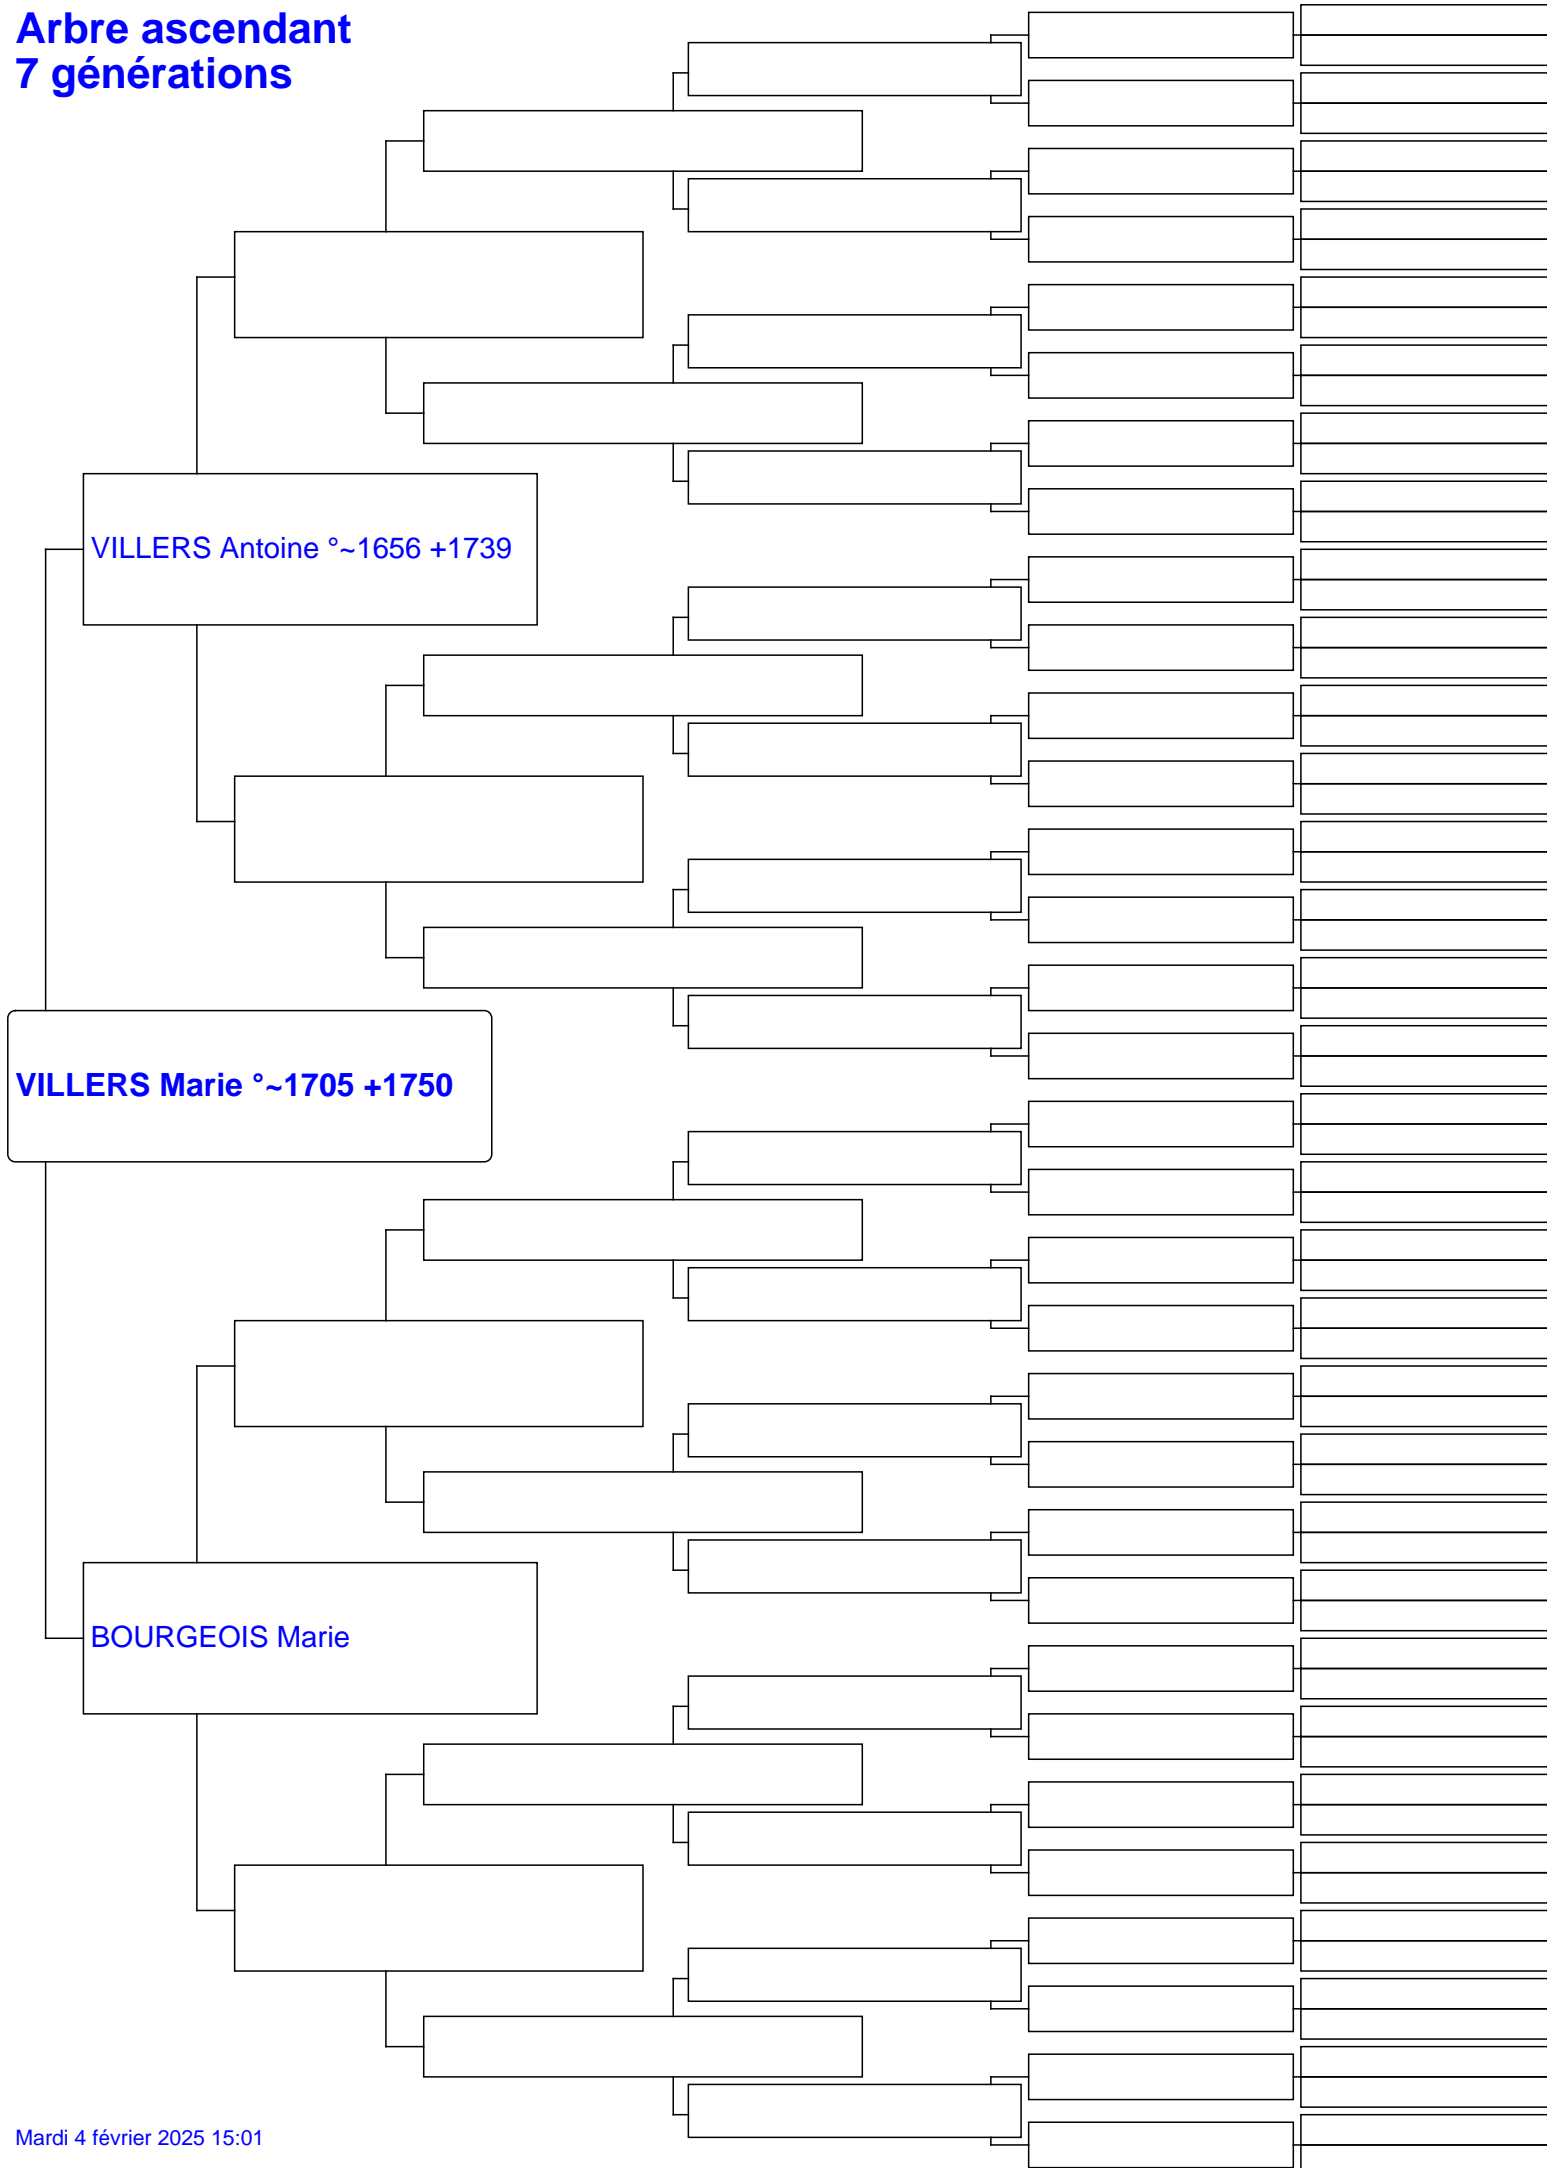 Arbre ascendant
7 générations
VILLERS Antoine °~1656 +1739
VILLERS Marie °~1705 +1750
BOURGEOIS Marie
Mardi 4 février 2025 15:01